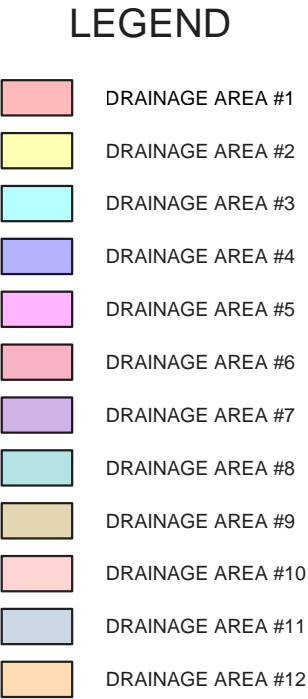 LEGEND
DRAINAGE AREA #1
DRAINAGE AREA #2
DRAINAGE AREA #3
DRAINAGE AREA #4
DRAINAGE AREA #5
DRAINAGE AREA #6
DRAINAGE AREA #7
DRAINAGE AREA #8
DRAINAGE AREA #9
DRAINAGE AREA #10
DRAINAGE AREA #11
DRAINAGE AREA #12